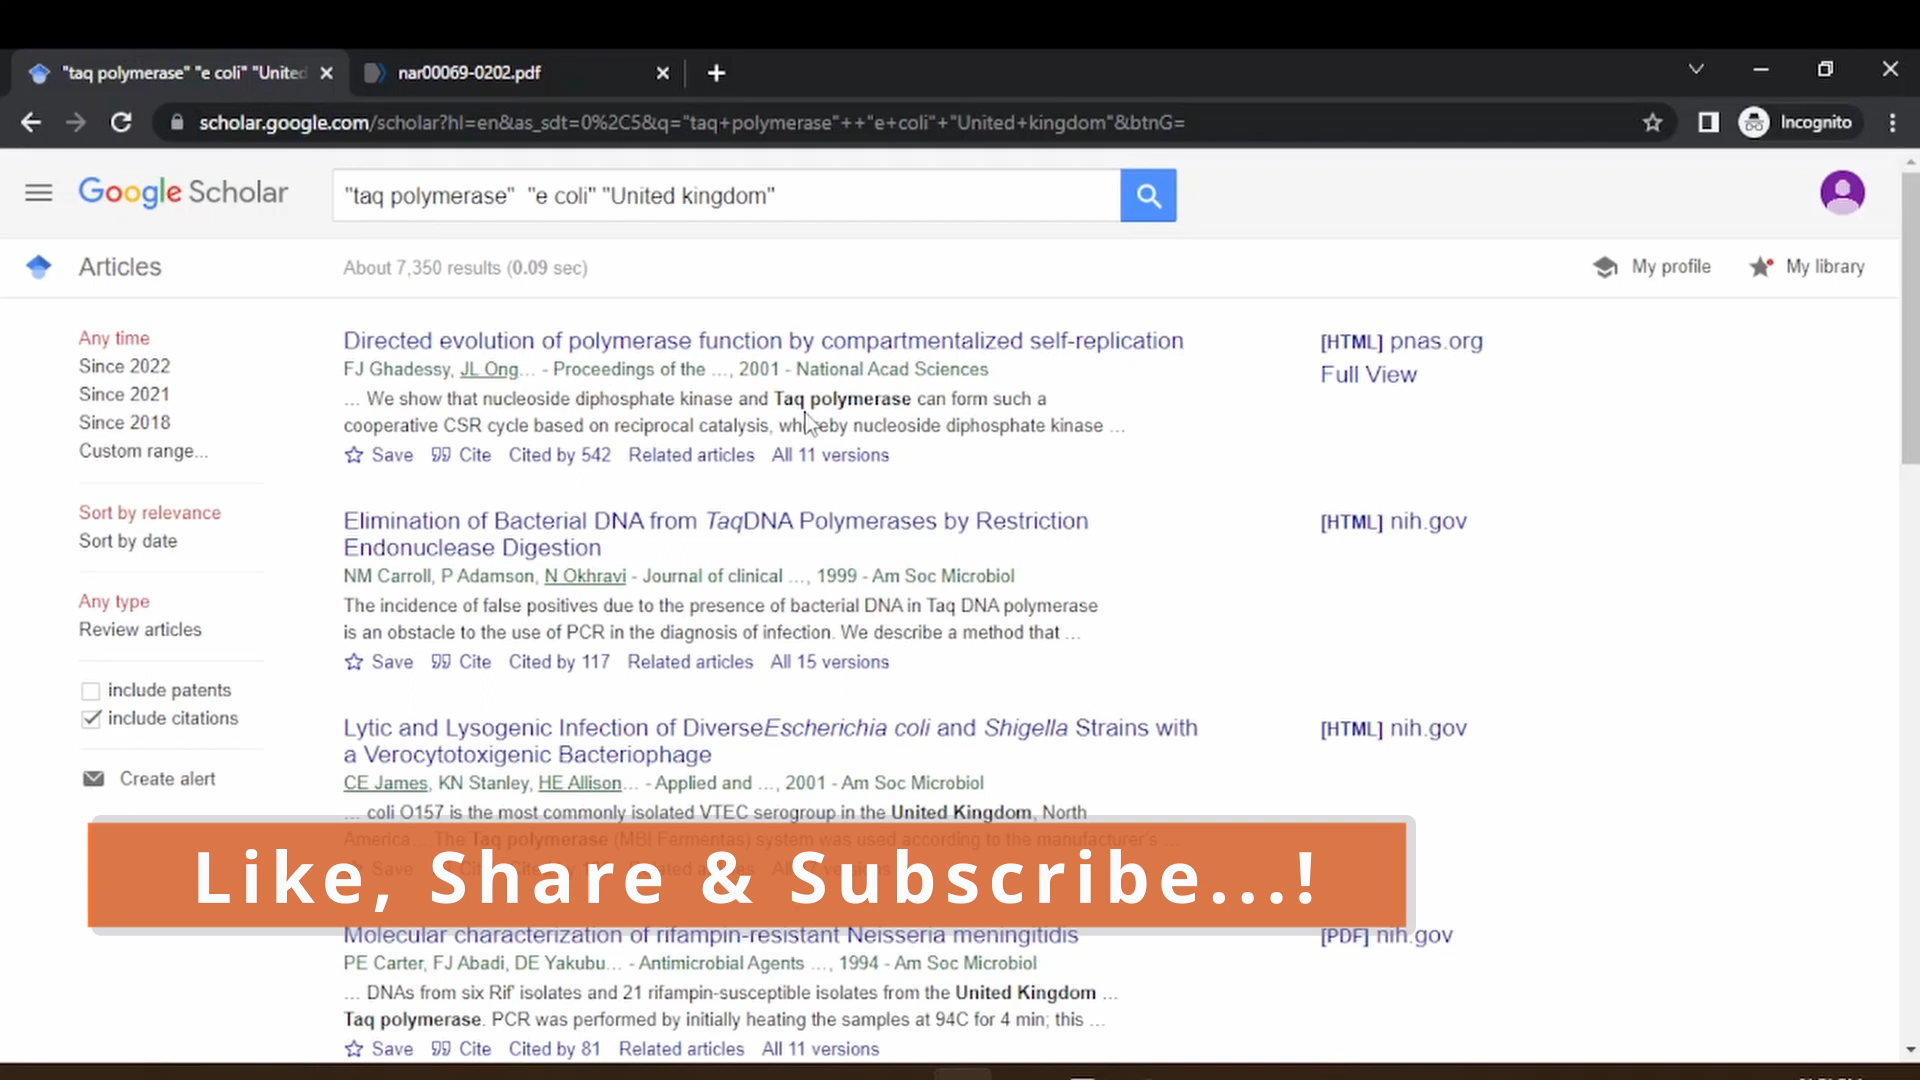 "taq polymerase" "e coli" "United
nar00069-0202.pdf
scholar.google.com/scholar?hl=en&as_sdt=0%2C5&q="taq+polymerase"++"e+coli"+"United+kingdom"&btnG=
Incognito
Google Scholar
"taq polymerase"  "e coli" "United kingdom"
Articles
About 7,350 results (0.09 sec)
My profile
My library
Any time
Since 2022
Since 2021
Since 2018
Custom range...
Sort by relevance
Sort by date
Any type
Review articles
include patents
include citations
Create alert
Directed evolution of polymerase function by compartmentalized self-replication
FJ Ghadessy, JL Ong... - Proceedings of the ..., 2001 - National Acad Sciences
... We show that nucleoside diphosphate kinase and Taq polymerase can form such a
cooperative CSR cycle based on reciprocal catalysis, whereby nucleoside diphosphate kinase ...
Save Cite Cited by 542 Related articles All 11 versions
[HTML] pnas.org
Full View
Elimination of Bacterial DNA from TaqDNA Polymerases by Restriction
Endonuclease Digestion
NM Carroll, P Adamson, N Okhravi - Journal of clinical ..., 1999 - Am Soc Microbiol
The incidence of false positives due to the presence of bacterial DNA in Taq DNA polymerase
is an obstacle to the use of PCR in the diagnosis of infection. We describe a method that ...
Save Cite Cited by 117 Related articles All 15 versions
[HTML] nih.gov
Lytic and Lysogenic Infection of DiverseEscherichia coli and Shigella Strains with
a Verocytotoxigenic Bacteriophage
CE James, KN Stanley, HE Allison... - Applied and ..., 2001 - Am Soc Microbiol
... coli O157 is the most commonly isolated VTEC serogroup in the United Kingdom, North
America... The Taq polymerase (MBI Fermentas) system was used according to the manufacturer's ...
[HTML] nih.gov
Like, Share & Subscribe...!
Molecular characterization of rifampin-resistant Neisseria meningitidis
PE Carter, FJ Abadi, DE Yakubu... - Antimicrobial Agents ..., 1994 - Am Soc Microbiol
... DNAs from six Rif' isolates and 21 rifampin-susceptible isolates from the United Kingdom ...
Taq polymerase. PCR was performed by initially heating the samples at 94C for 4 min; this ...
Save Cite Cited by 81 Related articles All 11 versions
[PDF] nih.gov